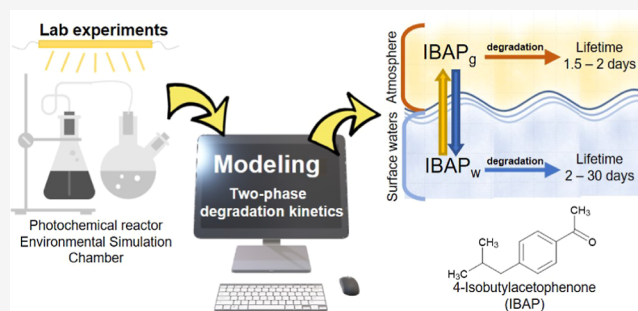 Lab experiments
Photochemical reactor
Environmental Simulation
Chamber
Modeling
Two-phase
degradation kinetics
Atmosphere
IBAPg
degradation
Lifetime
1.5 – 2 days
Surface waters
IBAPw
degradation
Lifetime
2 – 30 days
CH3
O
CH3
H3C
4-Isobutylacetophenone
(IBAP)